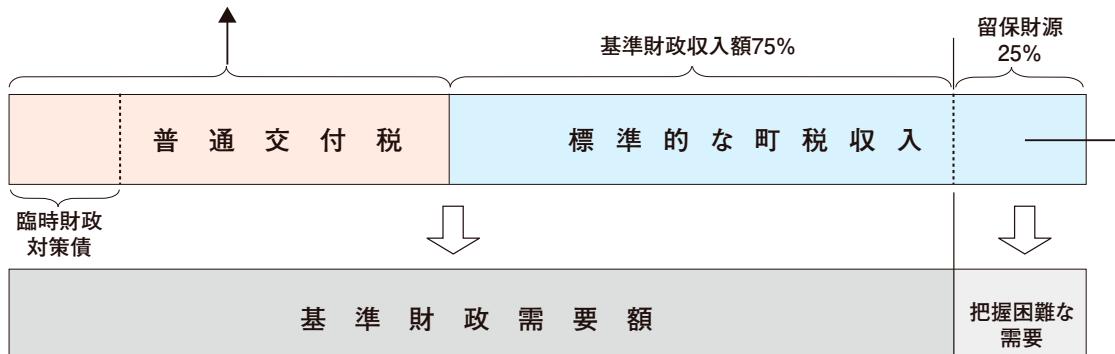 基準財政収入額75%
留保財源
25%
普通交付税
標準的な町税収入
臨時財政
対策債
基準財政需要額
把握困難な
需要